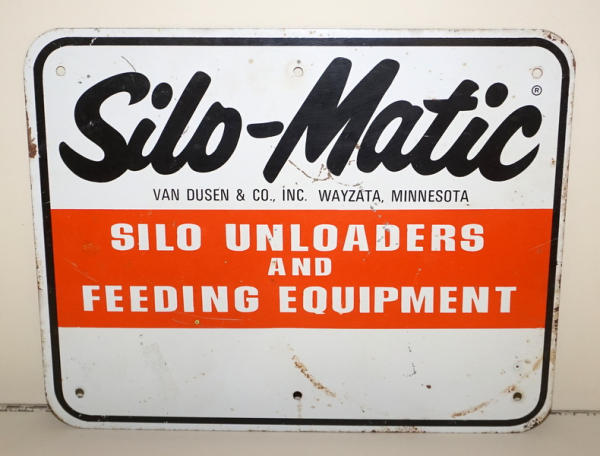 Silo-Matic ®
VAN DUSEN & CO., INC. WAYZATA, MINNESOTA
SILO UNLOADERS
AND
FEEDING EQUIPMENT